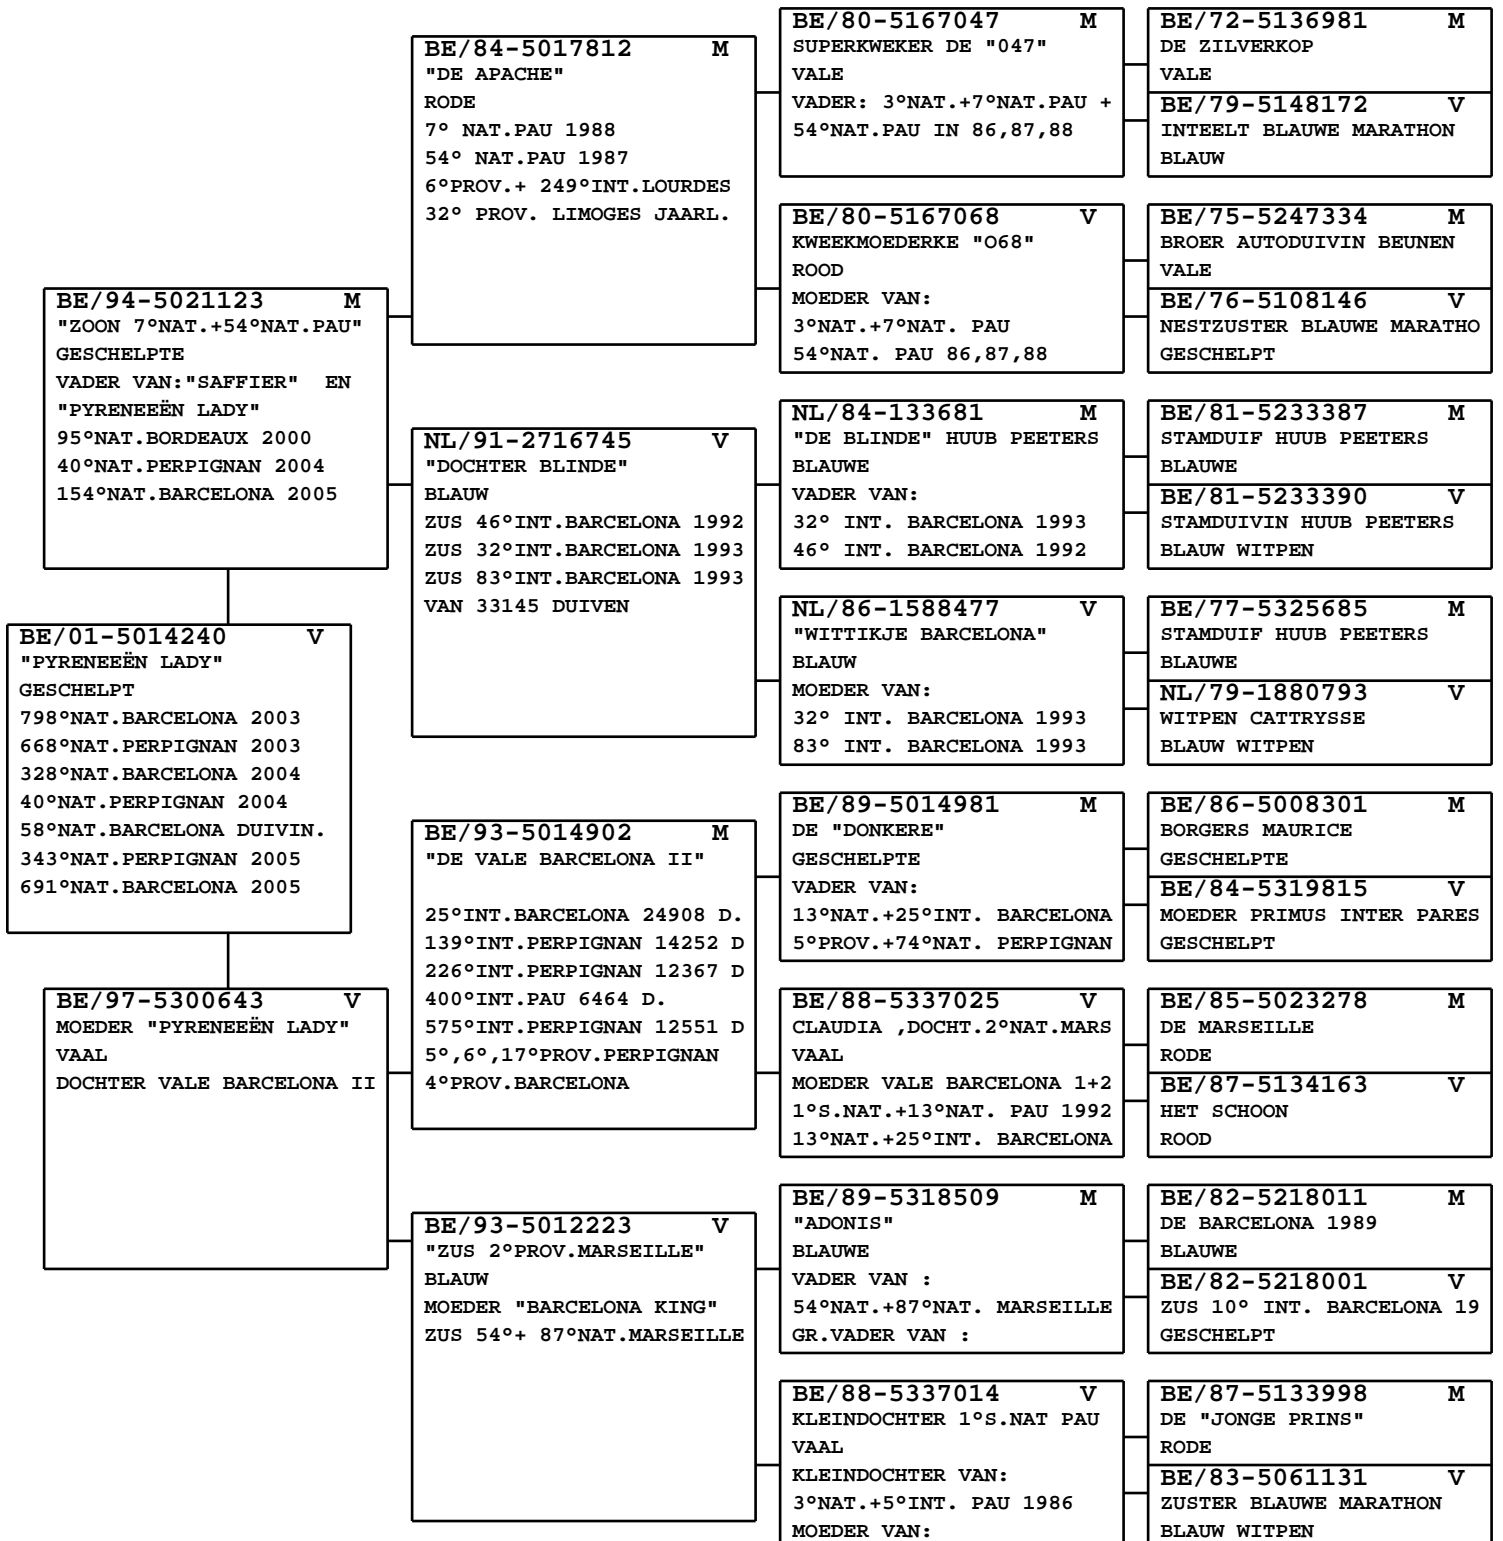 BE/01-5014240 V
"PYRENEEËN LADY"
GESCHELPT
798°NAT.BARCELONA 2003
668°NAT.PERPIGNAN 2003
328°NAT.BARCELONA 2004
40°NAT.PERPIGNAN 2004
58°NAT.BARCELONA DUIVIN.
343°NAT.PERPIGNAN 2005
691°NAT.BARCELONA 2005
BE/94-5021123 M
"ZOON 7°NAT.+54°NAT.PAU"
GESCHELPTE
VADER VAN:"SAFFIER" EN
"PYRENEEËN LADY"
95°NAT.BORDEAUX 2000
40°NAT.PERPIGNAN 2004
154°NAT.BARCELONA 2005
BE/97-5300643 V
MOEDER "PYRENEEËN LADY"
VAAL
DOCHTER VALE BARCELONA II
BE/84-5017812 M
"DE APACHE"
RODE
7° NAT.PAU 1988
54° NAT.PAU 1987
6°PROV.+ 249°INT.LOURDES
32° PROV. LIMOGES JAARL.
NL/91-2716745 V
"DOCHTER BLINDE"
BLAUW
ZUS 46°INT.BARCELONA 1992
ZUS 32°INT.BARCELONA 1993
ZUS 83°INT.BARCELONA 1993
VAN 33145 DUIVEN
BE/93-5014902 M
"DE VALE BARCELONA II"
25°INT.BARCELONA 24908 D.
139°INT.PERPIGNAN 14252 D
226°INT.PERPIGNAN 12367 D
400°INT.PAU 6464 D.
575°INT.PERPIGNAN 12551 D
5°,6°,17°PROV.PERPIGNAN
4°PROV.BARCELONA
BE/93-5012223 V
"ZUS 2°PROV.MARSEILLE"
BLAUW
MOEDER "BARCELONA KING"
ZUS 54°+ 87°NAT.MARSEILLE
BE/80-5167047 M
SUPERKWEKER DE "047"
VALE
VADER: 3°NAT.+7°NAT.PAU +
54°NAT.PAU IN 86,87,88
BE/80-5167068 V
KWEEKMOEDERKE "O68"
ROOD
MOEDER VAN:
3°NAT.+7°NAT. PAU
54°NAT. PAU 86,87,88
NL/84-133681 M
"DE BLINDE" HUUB PEETERS
BLAUWE
VADER VAN:
32° INT. BARCELONA 1993
46° INT. BARCELONA 1992
NL/86-1588477 V
"WITTIKJE BARCELONA"
BLAUW
MOEDER VAN:
32° INT. BARCELONA 1993
83° INT. BARCELONA 1993
BE/89-5014981 M
DE "DONKERE"
GESCHELPTE
VADER VAN:
13°NAT.+25°INT. BARCELONA
5°PROV.+74°NAT. PERPIGNAN
BE/88-5337025 V
CLAUDIA ,DOCHT.2°NAT.MARS
VAAL
MOEDER VALE BARCELONA 1+2
1°S.NAT.+13°NAT. PAU 1992
13°NAT.+25°INT. BARCELONA
BE/89-5318509 M
"ADONIS"
BLAUWE
VADER VAN :
54°NAT.+87°NAT. MARSEILLE
GR.VADER VAN :
BE/88-5337014 V
KLEINDOCHTER 1°S.NAT PAU
VAAL
KLEINDOCHTER VAN:
3°NAT.+5°INT. PAU 1986
MOEDER VAN:
BE/72-5136981 M
DE ZILVERKOP
VALE
BE/79-5148172 V
INTEELT BLAUWE MARATHON
BLAUW
BE/75-5247334 M
BROER AUTODUIVIN BEUNEN
VALE
BE/76-5108146 V
NESTZUSTER BLAUWE MARATHO
GESCHELPT
BE/81-5233387 M
STAMDUIF HUUB PEETERS
BLAUWE
BE/81-5233390 V
STAMDUIVIN HUUB PEETERS
BLAUW WITPEN
BE/77-5325685 M
STAMDUIF HUUB PEETERS
BLAUWE
NL/79-1880793 V
WITPEN CATTRYSSE
BLAUW WITPEN
BE/86-5008301 M
BORGERS MAURICE
GESCHELPTE
BE/84-5319815 V
MOEDER PRIMUS INTER PARES
GESCHELPT
BE/85-5023278 M
DE MARSEILLE
RODE
BE/87-5134163 V
HET SCHOON
ROOD
BE/82-5218011 M
DE BARCELONA 1989
BLAUWE
BE/82-5218001 V
ZUS 10° INT. BARCELONA 19
GESCHELPT
BE/87-5133998 M
DE "JONGE PRINS"
RODE
BE/83-5061131 V
ZUSTER BLAUWE MARATHON
BLAUW WITPEN